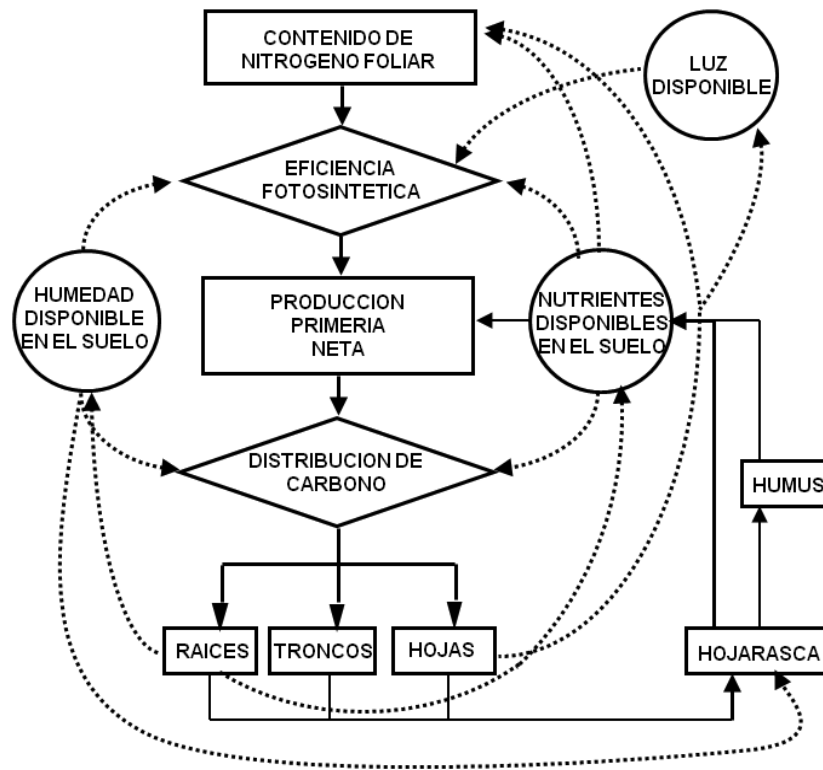 CONTENIDO DE
NITROGENO FOLIAR
LUZ
DISPONIBLE
EFICIENCIA
FOTOSINTETICA
HUMEDAD
DISPONIBLE
EN EL SUELO
PRODUCCION
PRIMERIA
NETA
NUTRIENTES
DISPONIBLES
EN EL SUELO
DISTRIBUCION DE
CARBONO
HUMUS
RAICES
TRONCOS
HOJAS
HOJARASCA